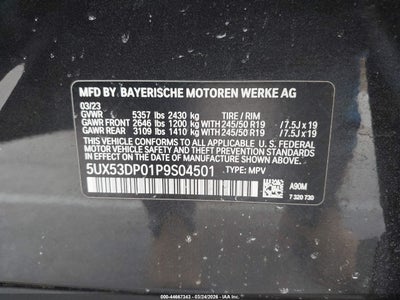 MFD BY BAYERISCHE MOTOREN WERKE AG
03/23
GVWR 5357 lbs 2430 kg TIRE / RIM
GAWR FRONT 2646 lbs 1200 kg WITH 245/50 R19 / 7.5J x 19
GAWR REAR 3109 lbs 1410 kg WITH 245/50 R19 / 7.5J x 19
THIS VEHICLE CONFORMS TO ALL APPLICABLE U.S. FEDERAL
MOTOR VEHICLE SAFETY, BUMPER, AND THEFT PREVENTION
STANDARDS IN EFFECT ON THE DATE OF MANUFACTURE SHOWN ABOVE.
5UX53DP01P9S04501 TYPE: MPV
A90M
7 320 730
ID: 44687343 - 03/24/2026 - © IAA, Inc.